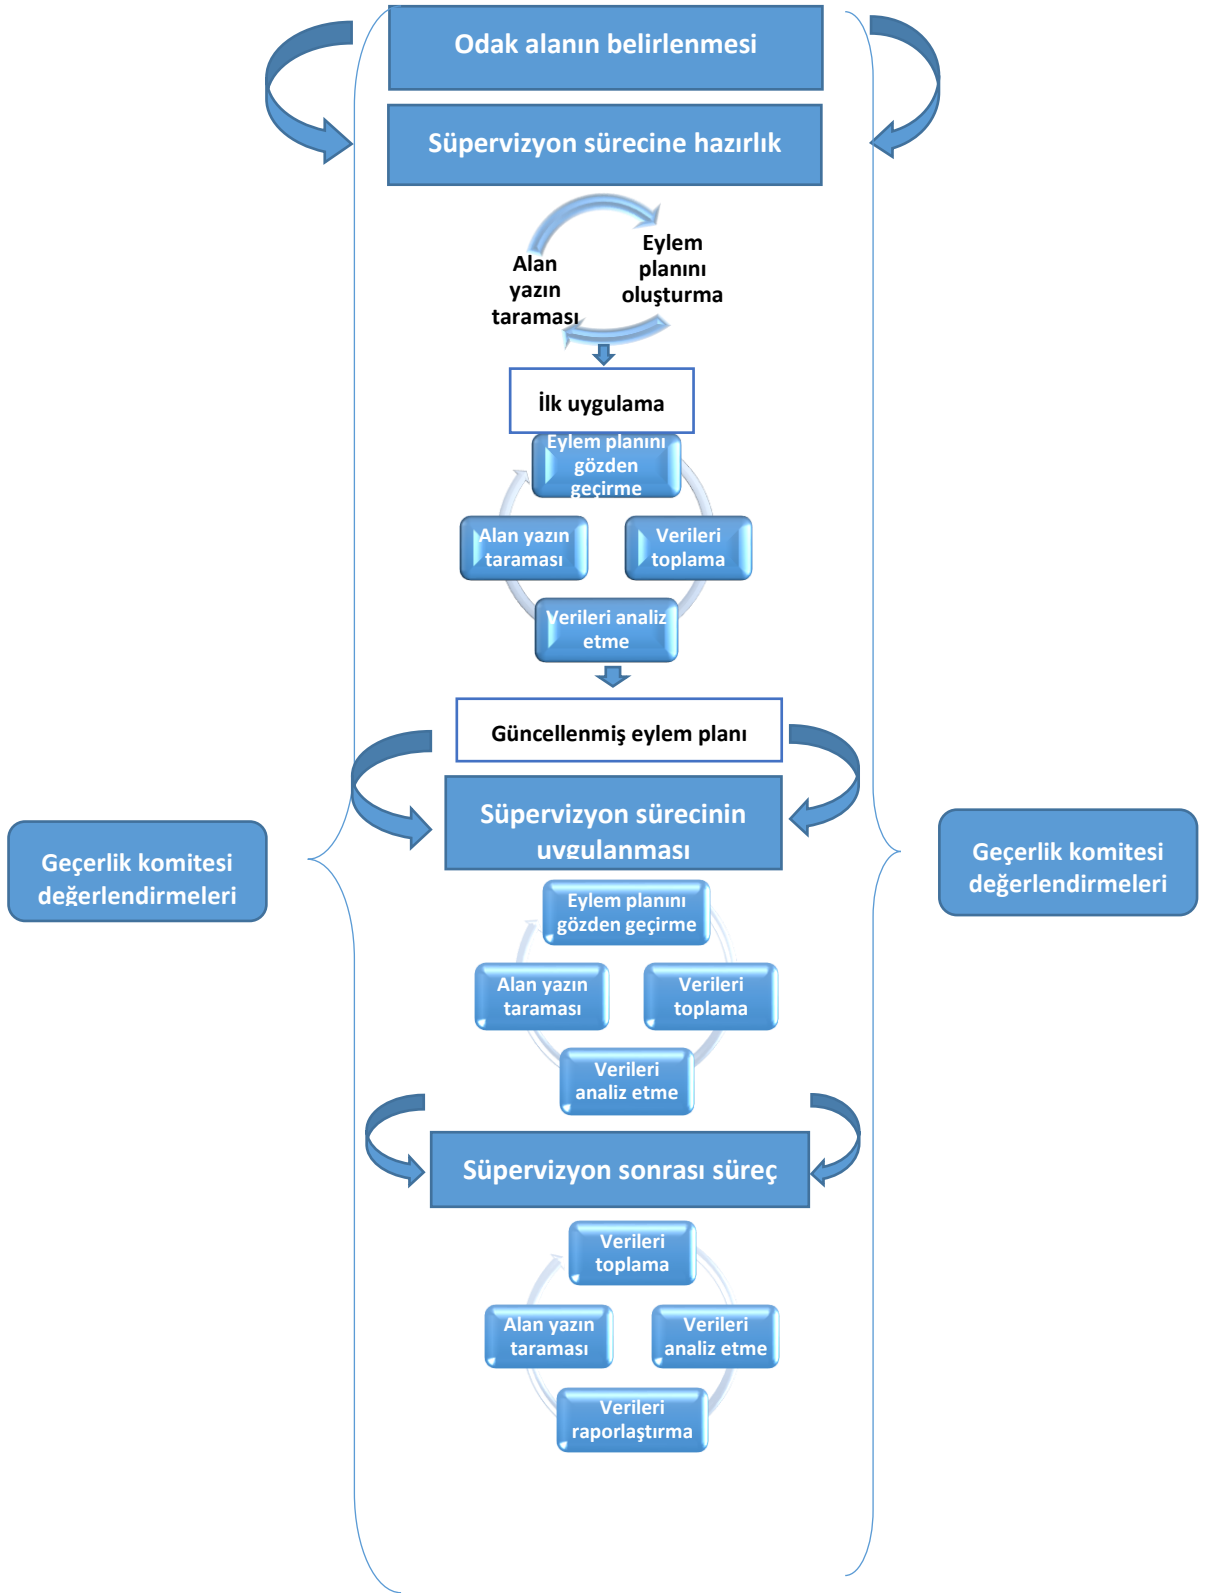 Odak alanın belirlenmesi
Süpervizyon sürecine hazırlık
Alan
yazın
taraması
Eylem
planını
oluşturma
İlk uygulama
Eylem planını
gözden
geçirme
Alan yazın
taraması
Verileri
toplama
Verileri analiz
etme
Güncellenmiş eylem planı
Süpervizyon sürecinin
uygulanması
Geçerlik komitesi
değerlendirmeleri
Geçerlik komitesi
değerlendirmeleri
Eylem planını
gözden geçirme
Alan yazın
taraması
Verileri
toplama
Verileri
analiz etme
Süpervizyon sonrası süreç
Verileri
toplama
Alan yazın
taraması
Verileri
analiz etme
Verileri
raporlaştırma